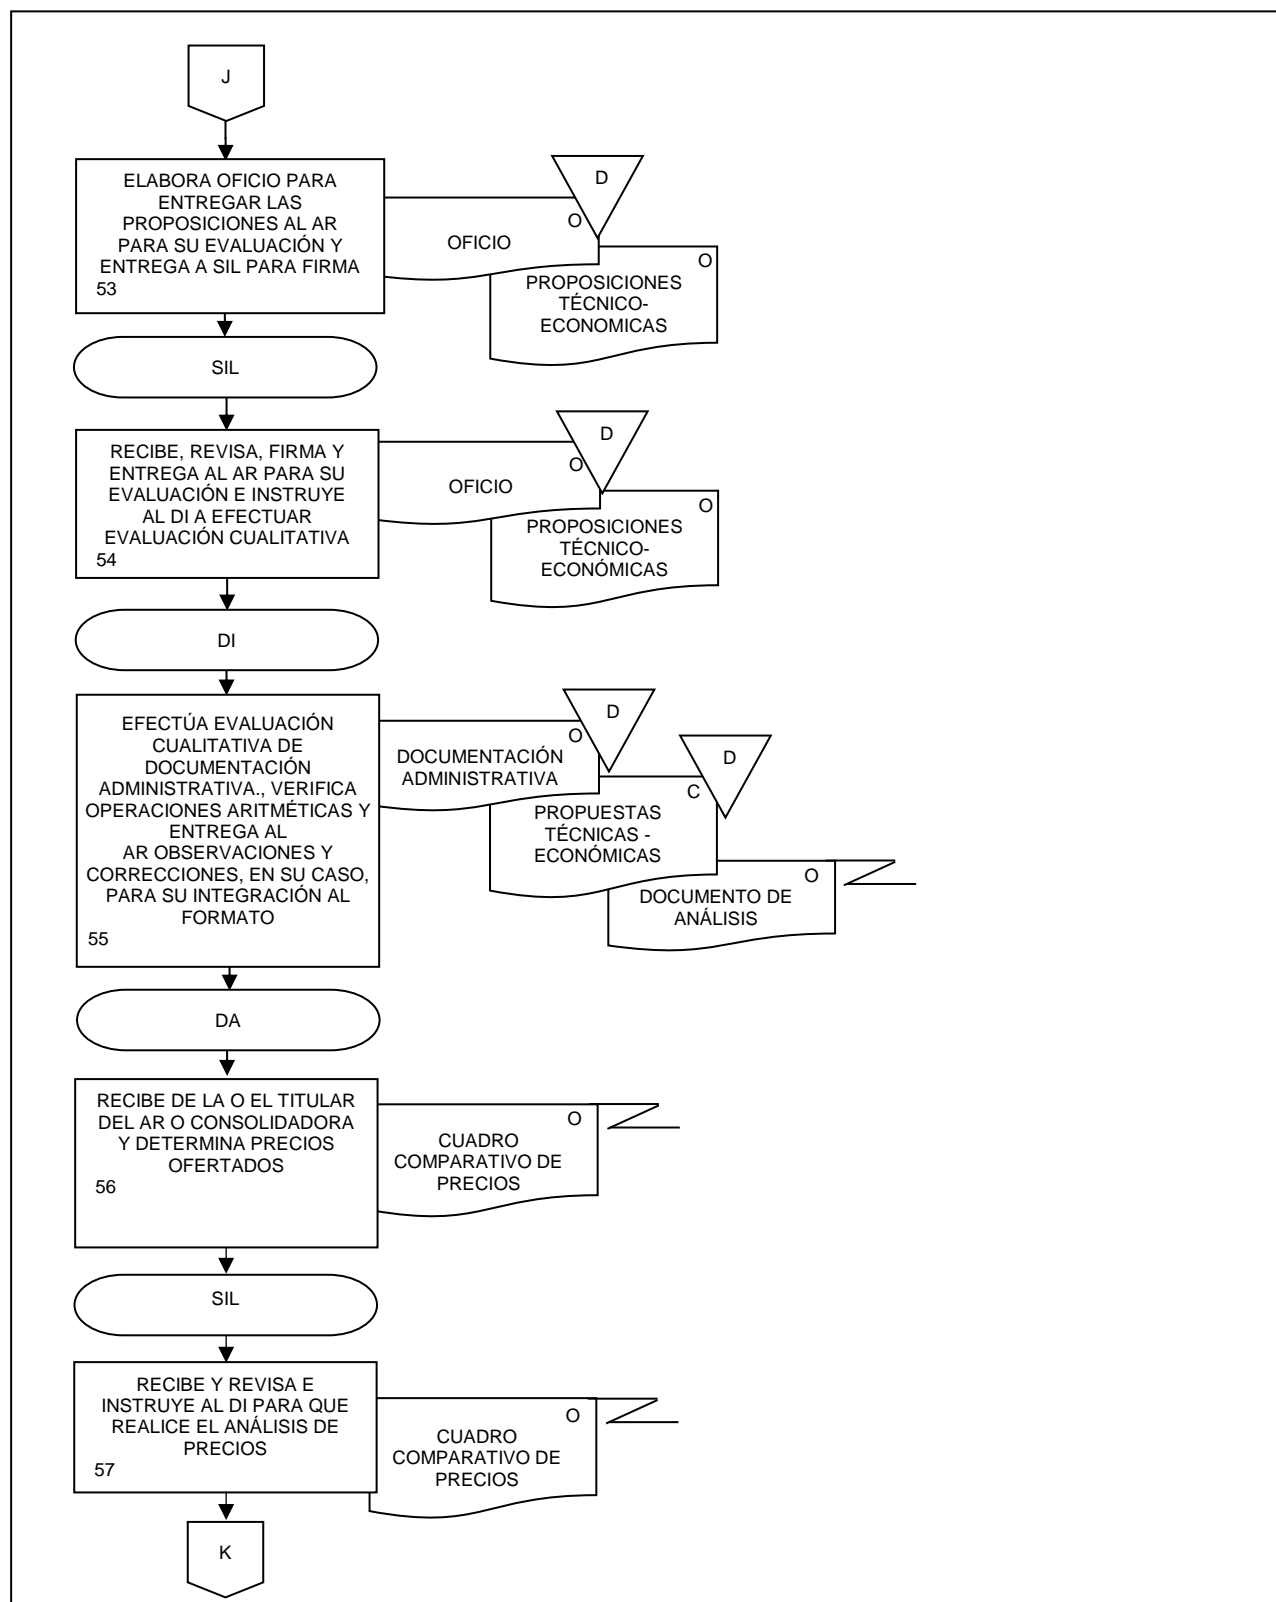 J
ELABORA OFICIO PARA
ENTREGAR LAS
PROPOSICIONES AL AR
PARA SU EVALUACIÓN Y
ENTREGA A SIL PARA FIRMA
53
D
O
OFICIO
O
PROPOSICIONES
TÉCNICO-
ECONOMICAS
SIL
RECIBE, REVISA, FIRMA Y
ENTREGA AL AR PARA SU
EVALUACIÓN E INSTRUYE
AL DI A EFECTUAR
EVALUACIÓN CUALITATIVA
54
D
O
OFICIO
O
PROPOSICIONES
TÉCNICO-
ECONÓMICAS
DI
EFECTÚA EVALUACIÓN
CUALITATIVA DE
DOCUMENTACIÓN
ADMINISTRATIVA., VERIFICA
OPERACIONES ARITMÉTICAS Y
ENTREGA AL
AR OBSERVACIONES Y
CORRECCIONES, EN SU CASO,
PARA SU INTEGRACIÓN AL
FORMATO
55
D
O
DOCUMENTACIÓN
ADMINISTRATIVA
D
C
PROPUESTAS
TÉCNICAS -
ECONÓMICAS
O
DOCUMENTO DE
ANÁLISIS
DA
RECIBE DE LA O EL TITULAR
DEL AR O CONSOLIDADORA
Y DETERMINA PRECIOS
OFERTADOS
56
O
CUADRO
COMPARATIVO DE
PRECIOS
SIL
RECIBE Y REVISA E
INSTRUYE AL DI PARA QUE
REALICE EL ANÁLISIS DE
PRECIOS
57
O
CUADRO
COMPARATIVO DE
PRECIOS
K